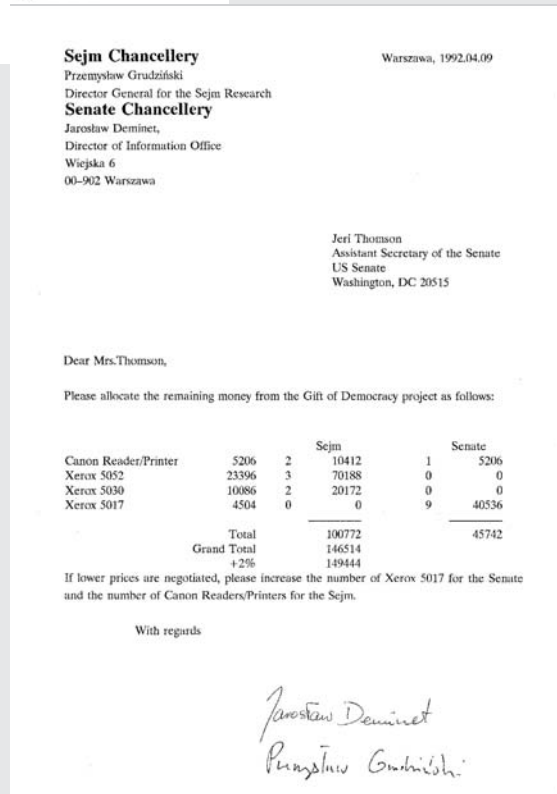 Sejm Chancellery
Warszawa, 1992.04.09
Przemysław Grudziński
Director General for the Sejm Research
Senate Chancellery
Jarosław Deminet,
Director of Information Office
Wiejska 6
00-902 Warszawa
Jeri Thomson
Assistant Secretary of the Senate
US Senate
Washington, DC 20515
Dear Mrs.Thomson,
Please allocate the remaining money from the Gift of Democracy project as follows:
Sejm Senate
Canon Reader/Printer 5206 2 10412 1 5206
Xerox 5052 23396 3 70188 0 0
Xerox 5030 10086 2 20172 0 0
Xerox 5017 4504 0 0 9 40536
Total 100772 45742
Grand Total 146514
+2% 149444
If lower prices are negotiated, please increase the number of Xerox 5017 for the Senate
and the number of Canon Readers/Printers for the Sejm.
With regards
Jarosław Deminet
Przemysław Grudziński